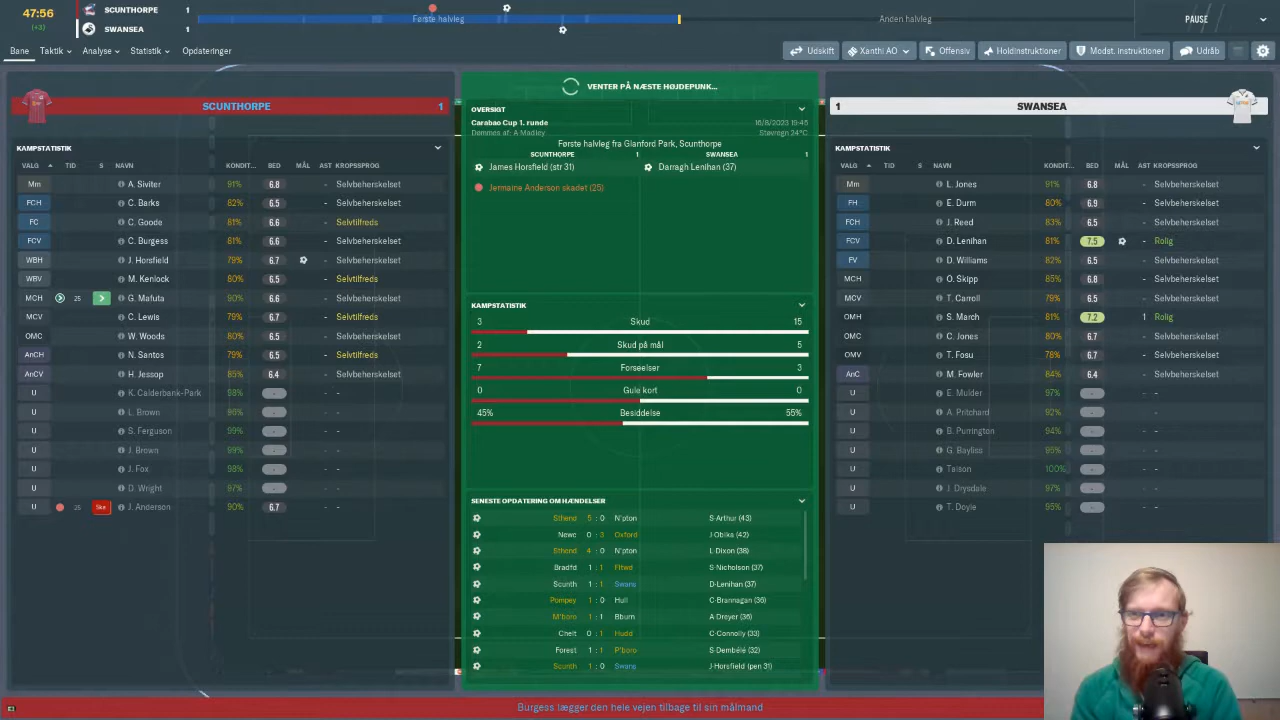 47:56
(+3)
SCUNTHORPE 1
SWANSEA 1
Første halvleg
Anden halvleg
PAUSE
Bane Taktik Analyse Statistik Opdateringer
Udskift Xanthi AO Offensiv Holdinstruktioner Modst. instruktioner Udråb
SCUNTHORPE 1
KAMPSTATISTIK
VALG TID S NAVN KONDIT... BED MÅL AST KROPSSPROG
Mm A. Siviter 91% 6.8 - Selvbeherskelset
FCH C. Barks 82% 6.5 - Selvbeherskelset
FC C. Goode 81% 6.6 - Selvtilfreds
FCV C. Burgess 81% 6.6 - Selvbeherskelset
WBH J. Horsfield 79% 6.7 - Selvbeherskelset
WBV M. Kenlock 80% 6.5 - Selvtilfreds
MCH 25 G. Mafuta 90% 6.6 - Selvbeherskelset
MCV C. Lewis 79% 6.7 - Selvtilfreds
OMC W. Woods 80% 6.5 - Selvbeherskelset
AnCH N. Santos 79% 6.5 - Selvtilfreds
AnCV H. Jessop 85% 6.4 - Selvbeherskelset
U K. Calderbank-Park 98% - - -
U L. Brown 86% - - -
U S. Ferguson 99% - - -
U J. Brown 99% - - -
U J. Fox 98% - - -
U D. Wright 97% - - -
U 25 Ska J. Anderson 90% 6.7 - -
VENTER PÅ NÆSTE HØJDEPUNK...
OVERSIGT
Carabao Cup 1. runde 16/8/2023 19:45
Dømmes af: A Madley Støvregn 24°C
Første halvleg fra Glanford Park, Scunthorpe
SCUNTHORPE 1 SWANSEA 1
James Horsfield (str 31) Darragh Lenihan (37)
Jermaine Anderson skadet (25)
KAMPSTATISTIK
3 Skud 15
2 Skud på mål 5
7 Forseelser 3
0 Gule kort 0
45% Besiddelse 55%
SENESTE OPDATERING OM HÆNDELSER
Sthend 5 : 0 N'pton S Arthur (43)
Newc 0 : 3 Oxford J Obika (42)
Sthend 4 : 0 N'pton L Dixon (38)
Bradfd 1 : 1 Fltwd S Nicholson (37)
Scunth 1 : 1 Swans D Lenihan (37)
Pompey 1 : 0 Hull C Brannagan (36)
M'boro 1 : 1 Bburn A Dreyer (36)
Chelt 0 : 1 Hudd C Connolly (33)
Forest 1 : 1 P'boro S Dembélé (32)
Scunth 1 : 0 Swans J Horsfield (pen 31)
1 SWANSEA
KAMPSTATISTIK
VALG TID S NAVN KONDIT... BED MÅL AST KROPSSPROG
Mm L. Jones 91% 6.8 - Selvbeherskelset
FH E. Durm 80% 6.9 - Selvbeherskelset
FCH J. Reed 83% 6.5 - Selvbeherskelset
FCV D. Lenihan 81% 7.5 - Rolig
FV D. Williams 82% 6.5 - Selvbeherskelset
MCH O. Skipp 85% 6.8 - Selvbeherskelset
MCV T. Carroll 79% 6.5 - Selvbeherskelset
OMH S. March 81% 7.2 1 Rolig
OMC C. Jones 80% 6.7 - Selvbeherskelset
OMV T. Fosu 78% 6.7 - Selvbeherskelset
AnC M. Fowler 84% 6.4 - Selvbeherskelset
U E. Mulder 97% - - -
U A. Pritchard 92% - - -
U B. Purrington 94% - - -
U G. Bayliss 95% - - -
U Taison 100% - - -
U J. Drysdale 97% - - -
U T. Doyle 95% - - -
Burgess lægger den hele vejen tilbage til sin målmand